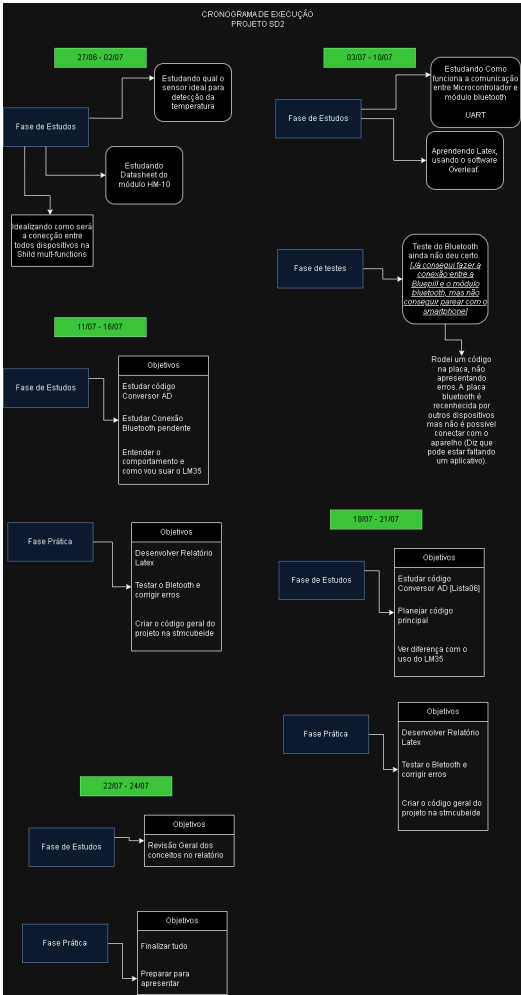 CRONOGRAMA DE EXECUÇÃO
PROJETO SD2
27/06 - 02/07
Fase de Estudos
Estudando qual o
sensor ideal para
detecção da
temperatura
Estudando
Datasheet do
módulo HM-10
Idealizando como será
a conecção entre
todos dispositivos na
Shild mult-functions
03/07 - 10/07
Fase de Estudos
Estudando Como
funciona a comunicação
entre Microcontrolador e
módulo bluetooth
UART
Aprendendo Latex,
usando o software
Overleaf.
Fase de testes
Teste do Bluetooth
ainda não deu certo.
[Já consegui fazer a
conexão entre a
Bluepill e o módulo
bluetooth, mas não
conseguir parear com o
smartphone]
Rodei um código
na placa, não
apresentando
erros. A placa
bluetooth é
recenhecida por
outros dispositivos
mas não é possivel
conectar com o
aparelho (Diz que
pode estar faltando
um aplicativo).
11/07 - 16/07
Fase de Estudos
Objetivos
Estudar código
Conversor AD
Estudar Conexão
Bluetooth pendente
Entender o
comportamento e
como vou suar o LM35
Fase Prática
Objetivos
Desenvolver Relatório
Latex
Testar o Bletooth e
corrigir erros
Criar o código geral do
projeto na stmcubeide
18/07 - 21/07
Fase de Estudos
Objetivos
Estudar código
Conversor AD [Lista06]
Planejar código
principal
Ver diferença com o
uso do LM35
Fase Prática
Objetivos
Desenvolver Relatório
Latex
Testar o Bletooth e
corrigir erros
Criar o código geral do
projeto na stmcubeide
22/07 - 24/07
Fase de Estudos
Objetivos
Revisão Geral dos
conceitos no relatório
Fase Prática
Objetivos
Finalizar tudo
Preparar para
apresentar